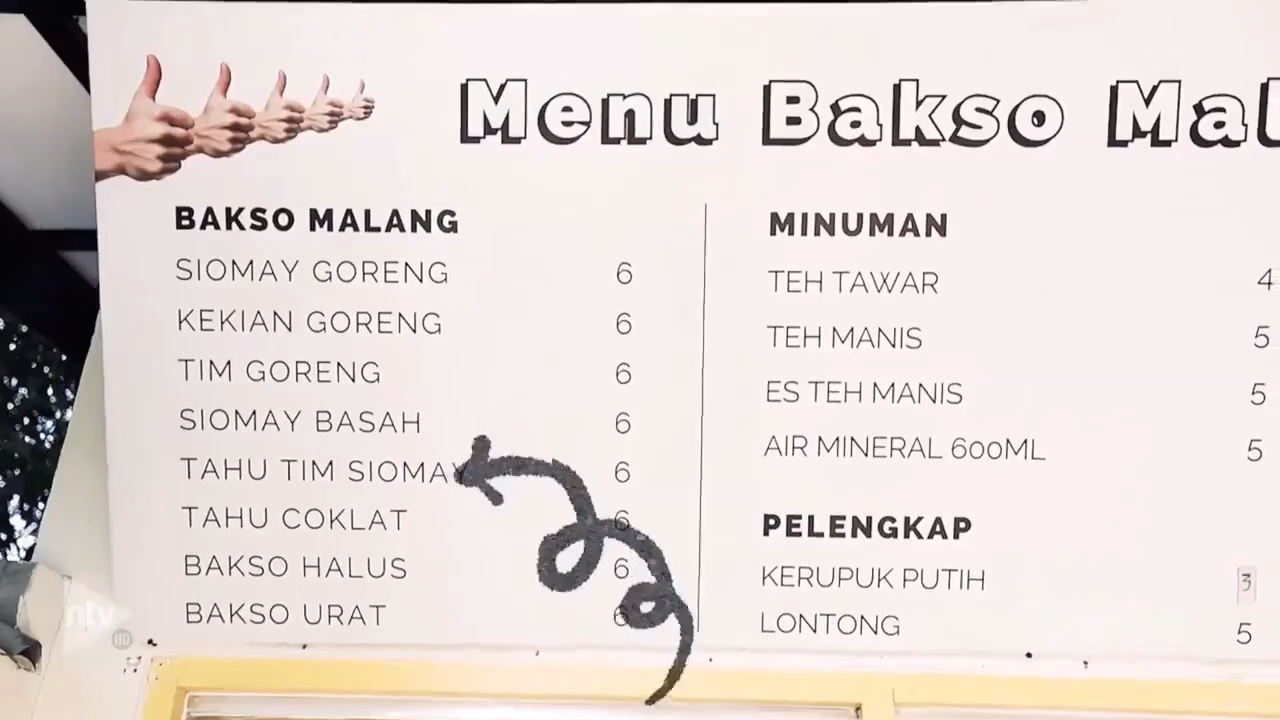 Menu Bakso Mal
BAKSO MALANG
SIOMAY GORENG 6
KEKIAN GORENG 6
TIM GORENG 6
SIOMAY BASAH 6
TAHU TIM SIOMAY 6
TAHU COKLAT 6
BAKSO HALUS 6
BAKSO URAT 6
MINUMAN
TEH TAWAR 4
TEH MANIS 5
ES TEH MANIS 5
AIR MINERAL 600ML 5
PELENGKAP
KERUPUK PUTIH 3
LONTONG 5
ntv
HD